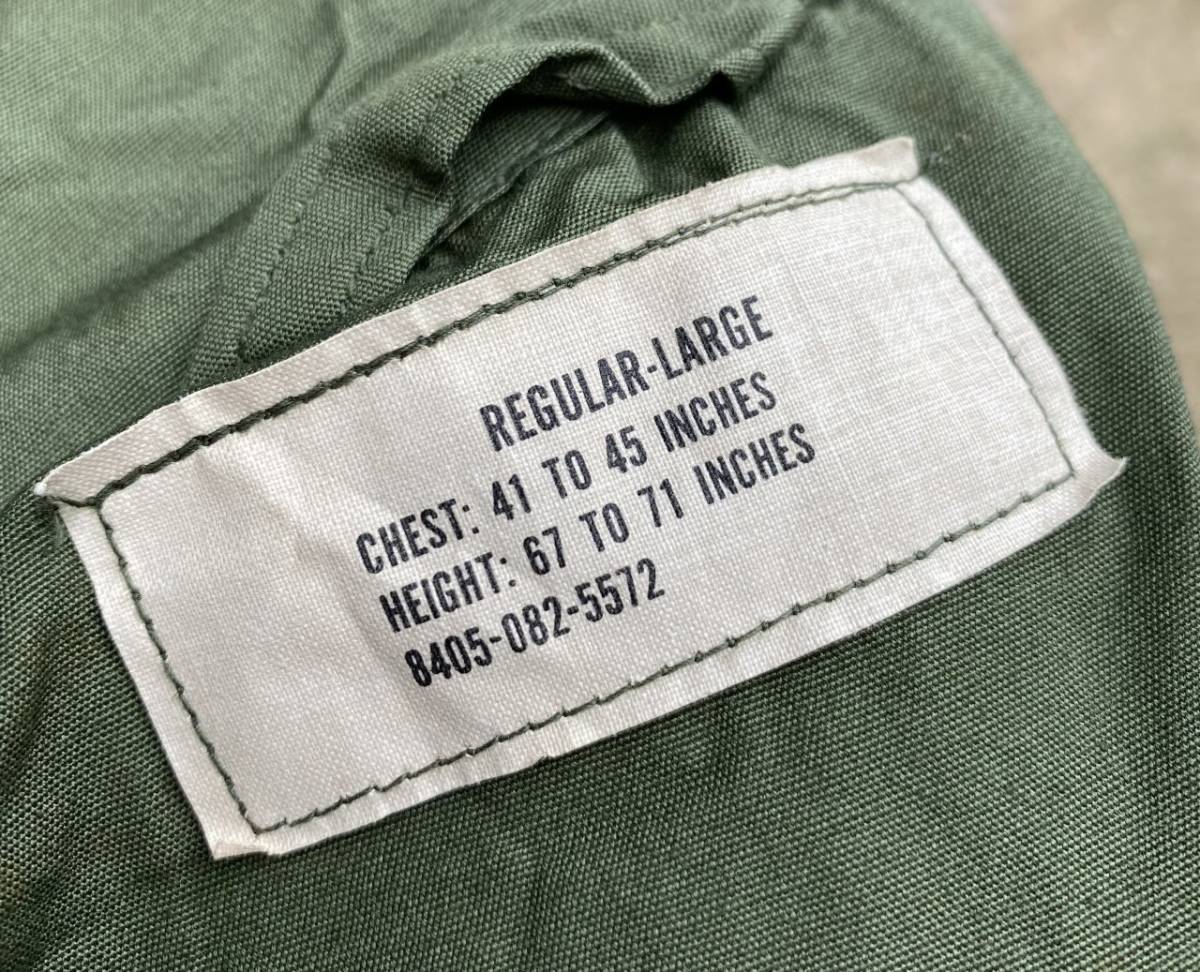 REGULAR-LARGE
CHEST: 41 TO 45 INCHES
HEIGHT: 67 TO 71 INCHES
8405-082-5572